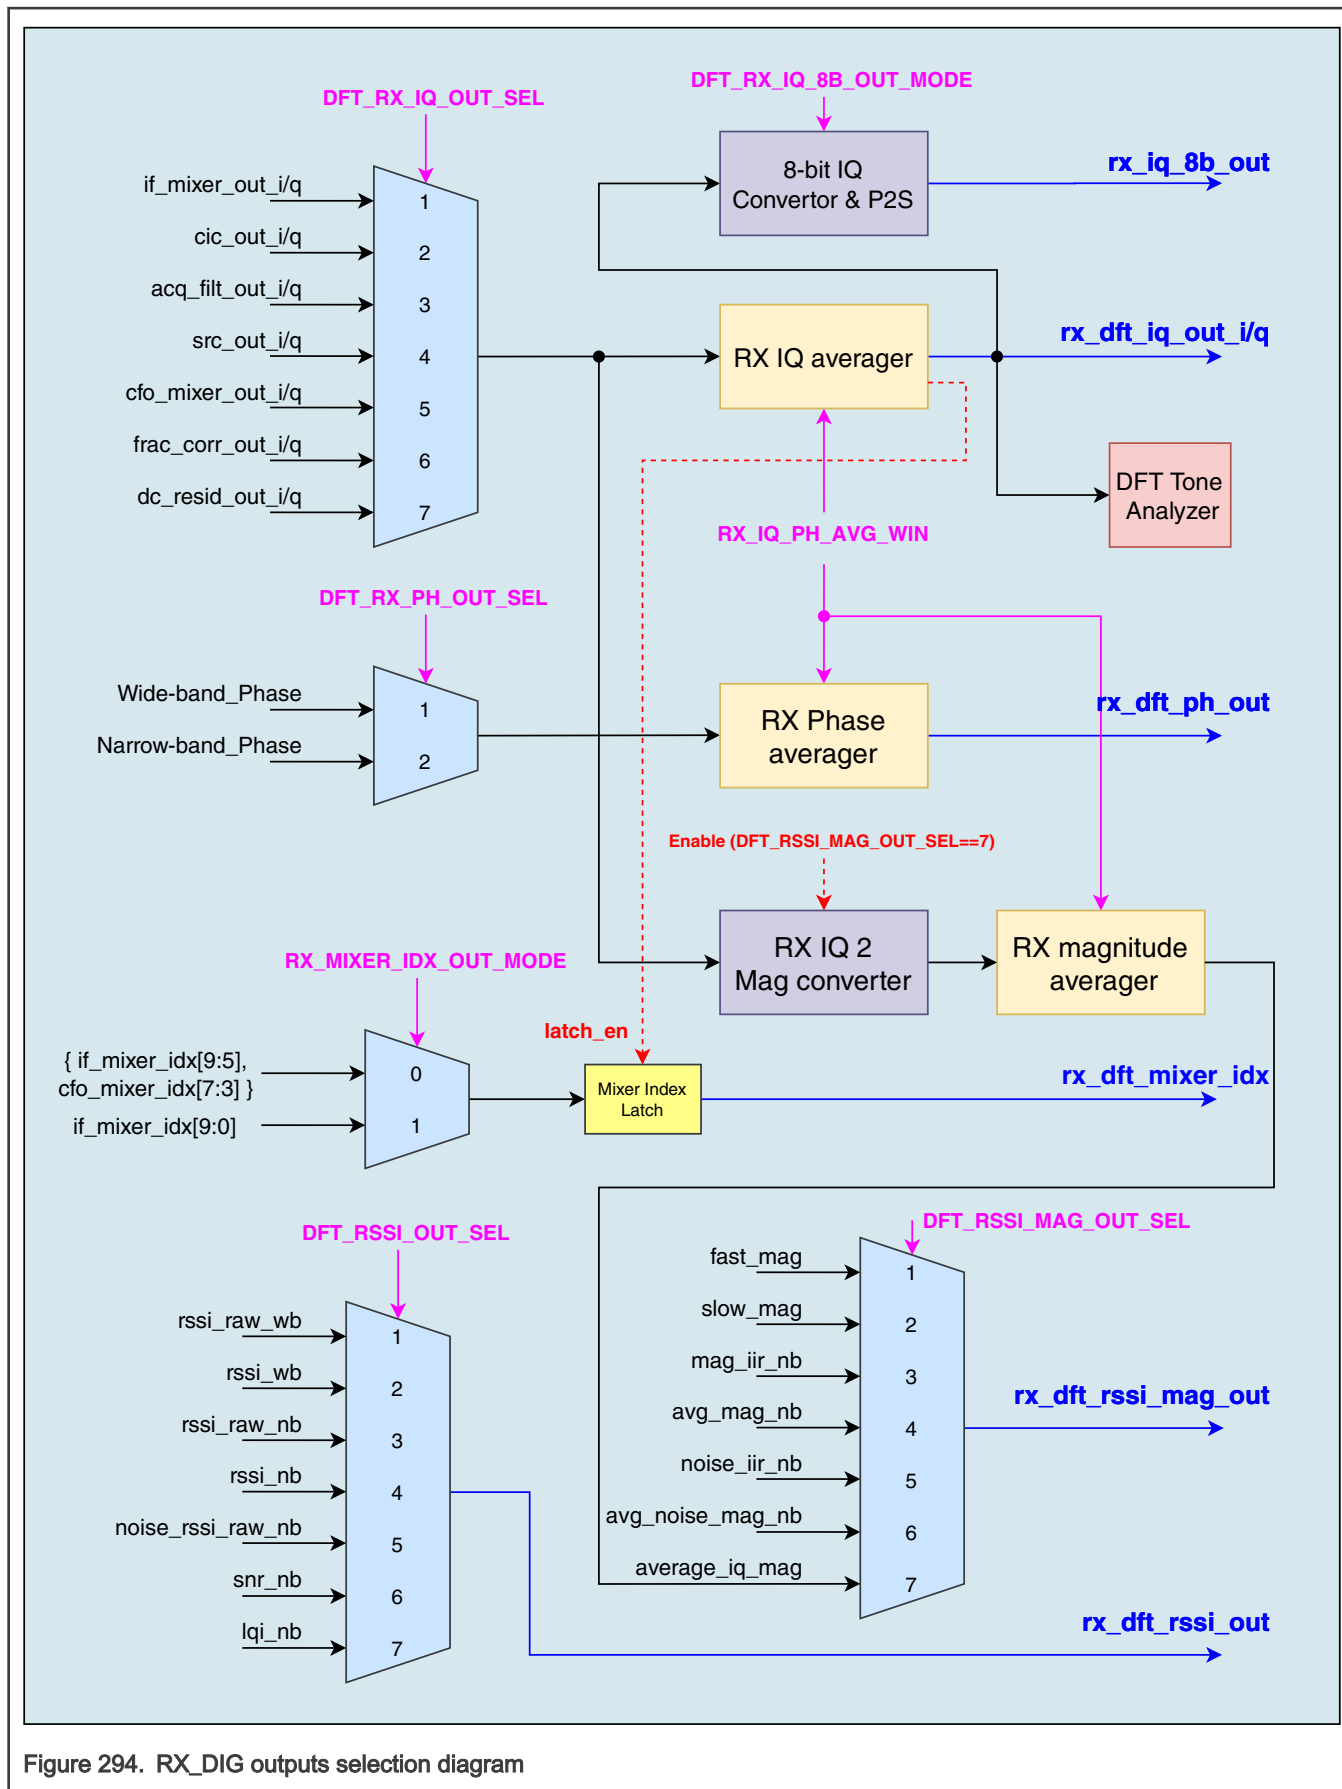 DFT_RX_IQ_OUT_SEL
DFT_RX_IQ_8B_OUT_MODE
if_mixer_out_i/q
cic_out_i/q
acq_filt_out_i/q
src_out_i/q
cfo_mixer_out_i/q
frac_corr_out_i/q
dc_resid_out_i/q
1
2
3
4
5
6
7
8-bit IQ
Convertor & P2S
rx_iq_8b_out
RX IQ averager
rx_dft_iq_out_i/q
DFT Tone
Analyzer
RX_IQ_PH_AVG_WIN
DFT_RX_PH_OUT_SEL
Wide-band_Phase
Narrow-band_Phase
1
2
RX Phase
averager
rx_dft_ph_out
Enable (DFT_RSSI_MAG_OUT_SEL==7)
RX IQ 2
Mag converter
RX magnitude
averager
RX_MIXER_IDX_OUT_MODE
{ if_mixer_idx[9:5],
cfo_mixer_idx[7:3] }
if_mixer_idx[9:0]
0
1
latch_en
Mixer Index
Latch
rx_dft_mixer_idx
DFT_RSSI_OUT_SEL
rssi_raw_wb
rssi_wb
rssi_raw_nb
rssi_nb
noise_rssi_raw_nb
snr_nb
lqi_nb
1
2
3
4
5
6
7
DFT_RSSI_MAG_OUT_SEL
fast_mag
slow_mag
mag_iir_nb
avg_mag_nb
noise_iir_nb
avg_noise_mag_nb
average_iq_mag
1
2
3
4
5
6
7
rx_dft_rssi_mag_out
rx_dft_rssi_out
Figure 294. RX_DIG outputs selection diagram